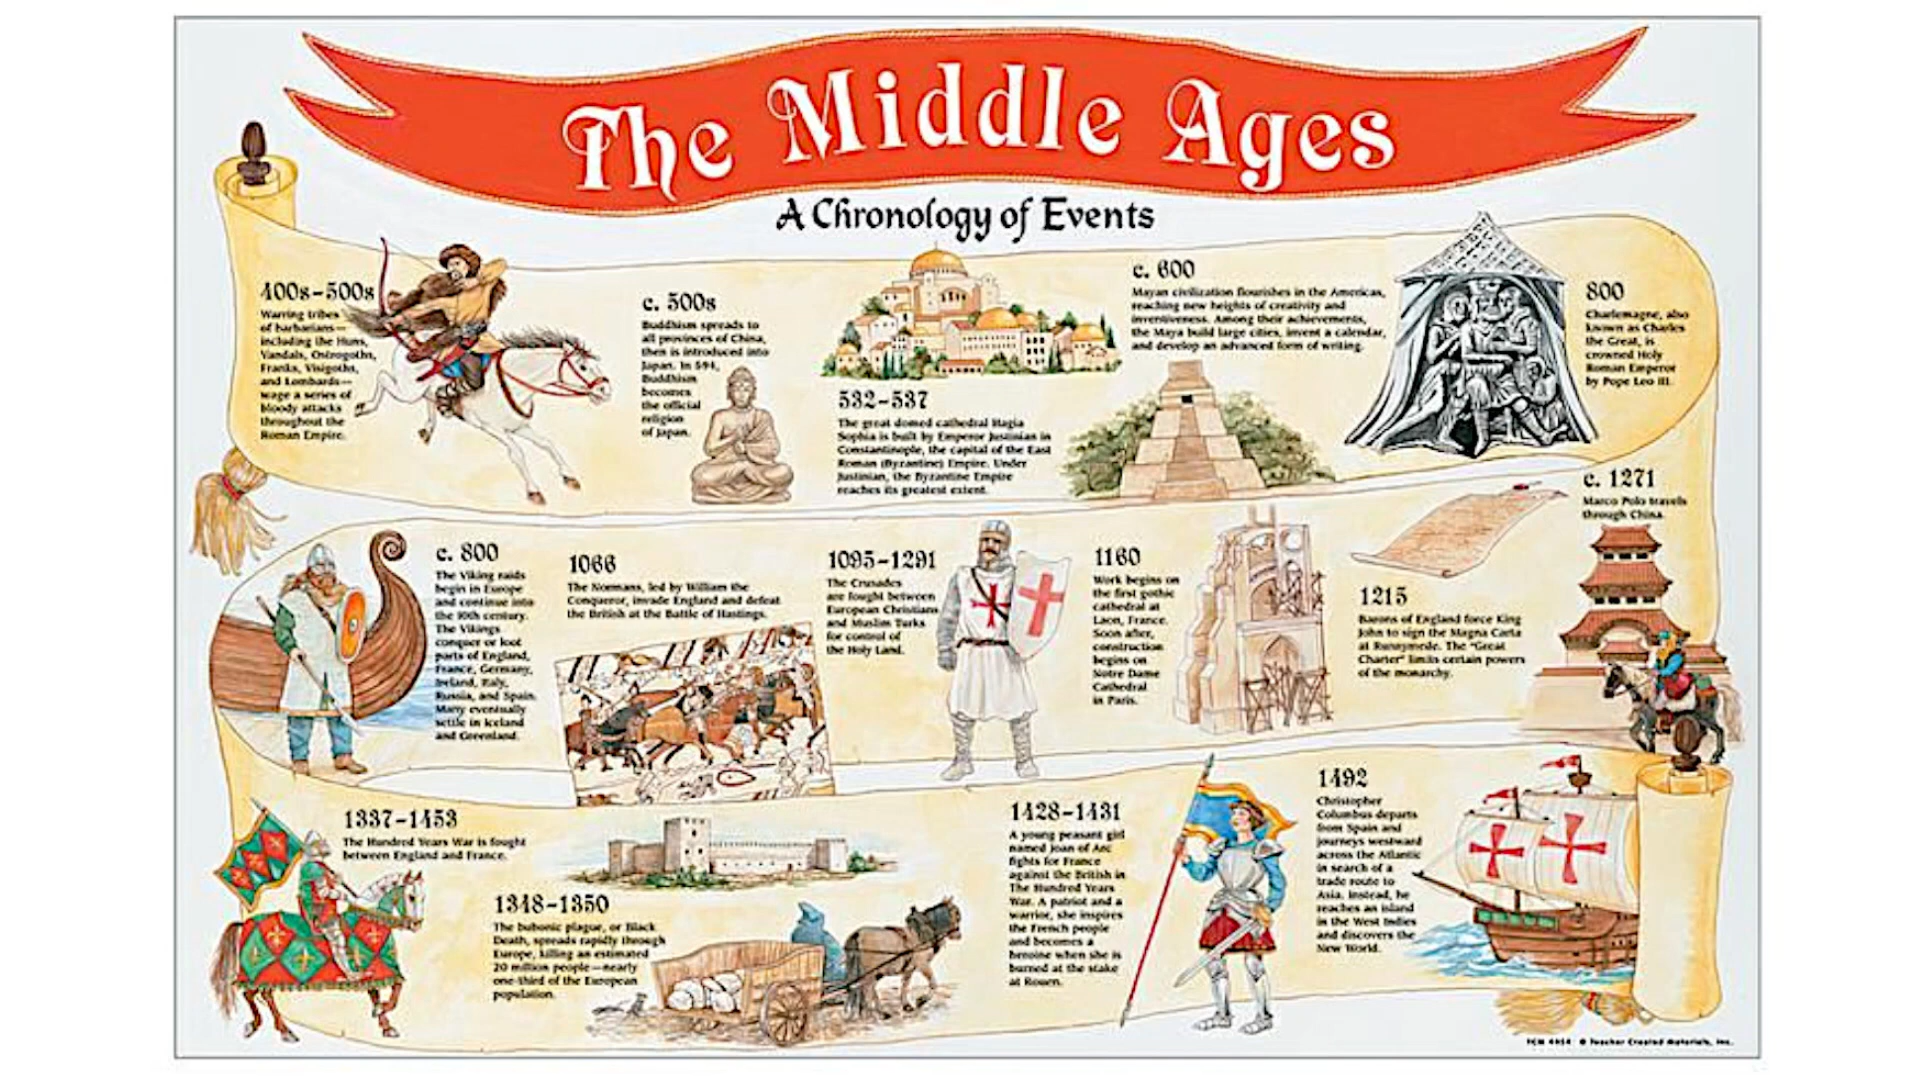 The Middle Ages
A Chronology of Events
400s–500s
Warring tribes
of barbarians—
including the Huns,
Vandals, Ostrogoths,
Franks, Visigoths,
and Lombards—
wage a series of
bloody attacks
throughout the
Roman Empire.
c. 500s
Buddhism spreads to
all provinces of China,
then is introduced into
Japan. In 594,
Buddhism
becomes
the official
religion
of Japan.
532–537
The great domed cathedral Hagia
Sophia is built by Emperor Justinian in
Constantinople, the capital of the East
Roman (Byzantine) Empire. Under
Justinian, the Byzantine Empire
reaches its greatest extent.
c. 600
Mayan civilization flourishes in the Americas,
reaching new heights of creativity and
inventiveness. Among their achievements,
the Maya build large cities, invent a calendar,
and develop an advanced form of writing.
800
Charlemagne, also
known as Charles
the Great, is
crowned Holy
Roman Emperor
by Pope Leo III.
c. 800
The Viking raids
begin in Europe
and continue into
the 10th century.
The Vikings
conquer or loot
parts of England,
France, Germany,
Ireland, Italy,
Russia, and Spain.
Many eventually
settle in Iceland
and Greenland.
1066
The Normans, led by William the
Conqueror, invade England and defeat
the British at the Battle of Hastings.
1095–1291
The Crusades
are fought between
European Christians
and Muslim Turks
for control of
the Holy Land.
1160
Work begins on
the first gothic
cathedral at
Laon, France.
Soon after,
construction
begins on
Notre Dame
Cathedral
in Paris.
1215
Barons of England force King
John to sign the Magna Carta
at Runnymede. The "Great
Charter" limits certain powers
of the monarchy.
c. 1271
Marco Polo travels
through China.
1337–1453
The Hundred Years War is fought
between England and France.
1348–1350
The bubonic plague, or Black
Death, spreads rapidly through
Europe, killing an estimated
20 million people—nearly
one-third of the European
population.
1428–1431
A young peasant girl
named Joan of Arc
fights for France
against the British in
The Hundred Years
War. A patriot and a
warrior, she inspires
the French people
and becomes a
heroine when she is
burned at the stake
at Rouen.
1492
Christopher
Columbus departs
from Spain and
journeys westward
across the Atlantic
in search of a
trade route to
Asia. Instead, he
reaches an island
in the West Indies
and discovers the
New World.
© Teacher Created Materials, Inc.